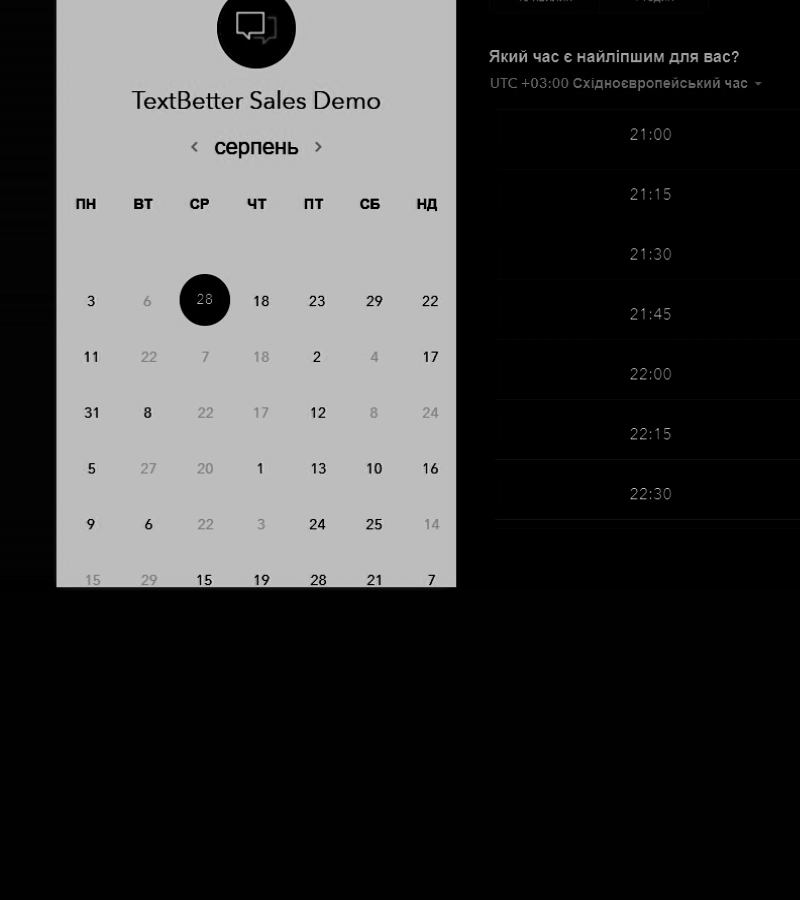 TextBetter Sales Demo
серпень
ПН ВТ СР ЧТ ПТ СБ НД
3 6 28 18 23 29 22
11 22 7 18 2 4 17
31 8 22 17 12 8 24
5 27 20 1 13 10 16
9 6 22 3 24 25 14
15 29 15 19 28 21 7
Який час є найліпшим для вас?
UTC +03:00 Східноєвропейський час
21:00
21:15
21:30
21:45
22:00
22:15
22:30